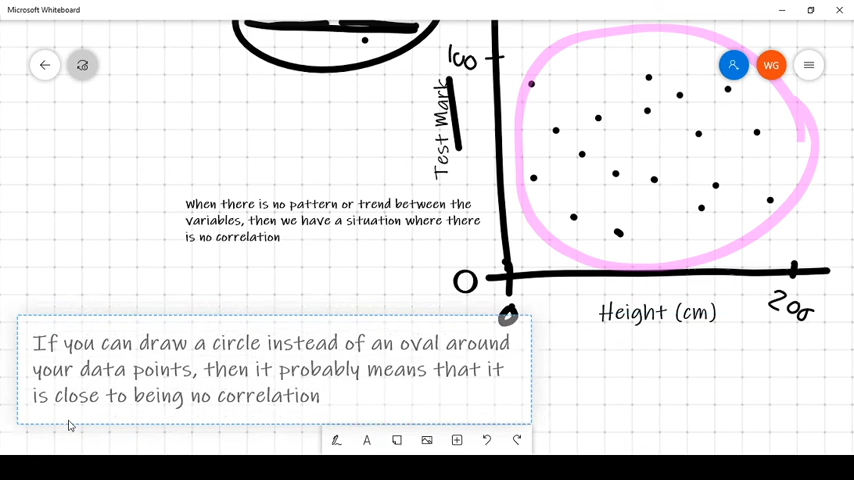 Microsoft Whiteboard
WG
100
Test Mark
When there is no pattern or trend between the
variables, then we have a situation where there
is no correlation
0
Height (cm)
200
If you can draw a circle instead of an oval around
your data points, then it probably means that it
is close to being no correlation
A